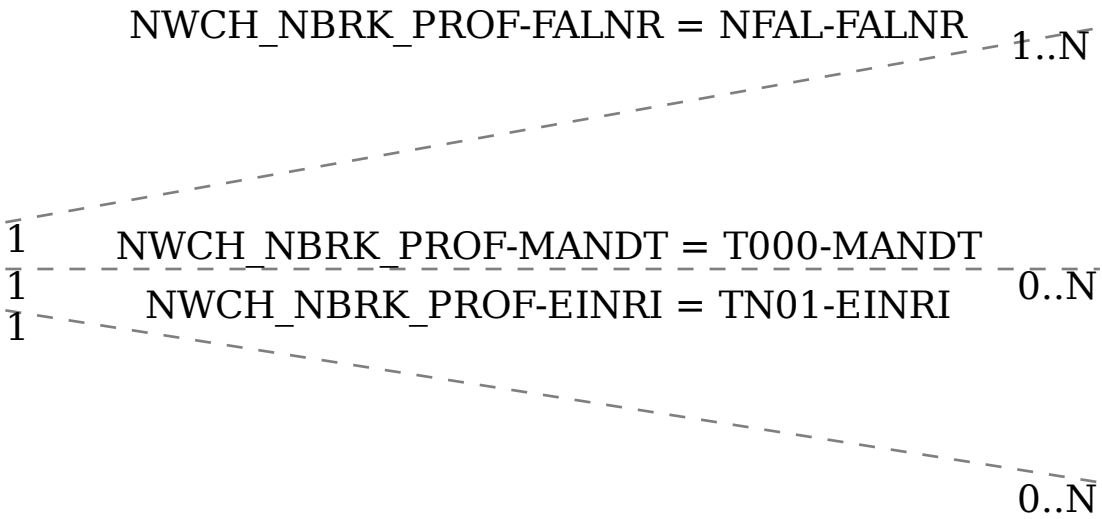 NWCH_NBRK_PROF-FALNR = NFAL-FALNR
1..N
1
NWCH_NBRK_PROF-MANDT = T000-MANDT
1
0..N
NWCH_NBRK_PROF-EINRI = TN01-EINRI
1
0..N